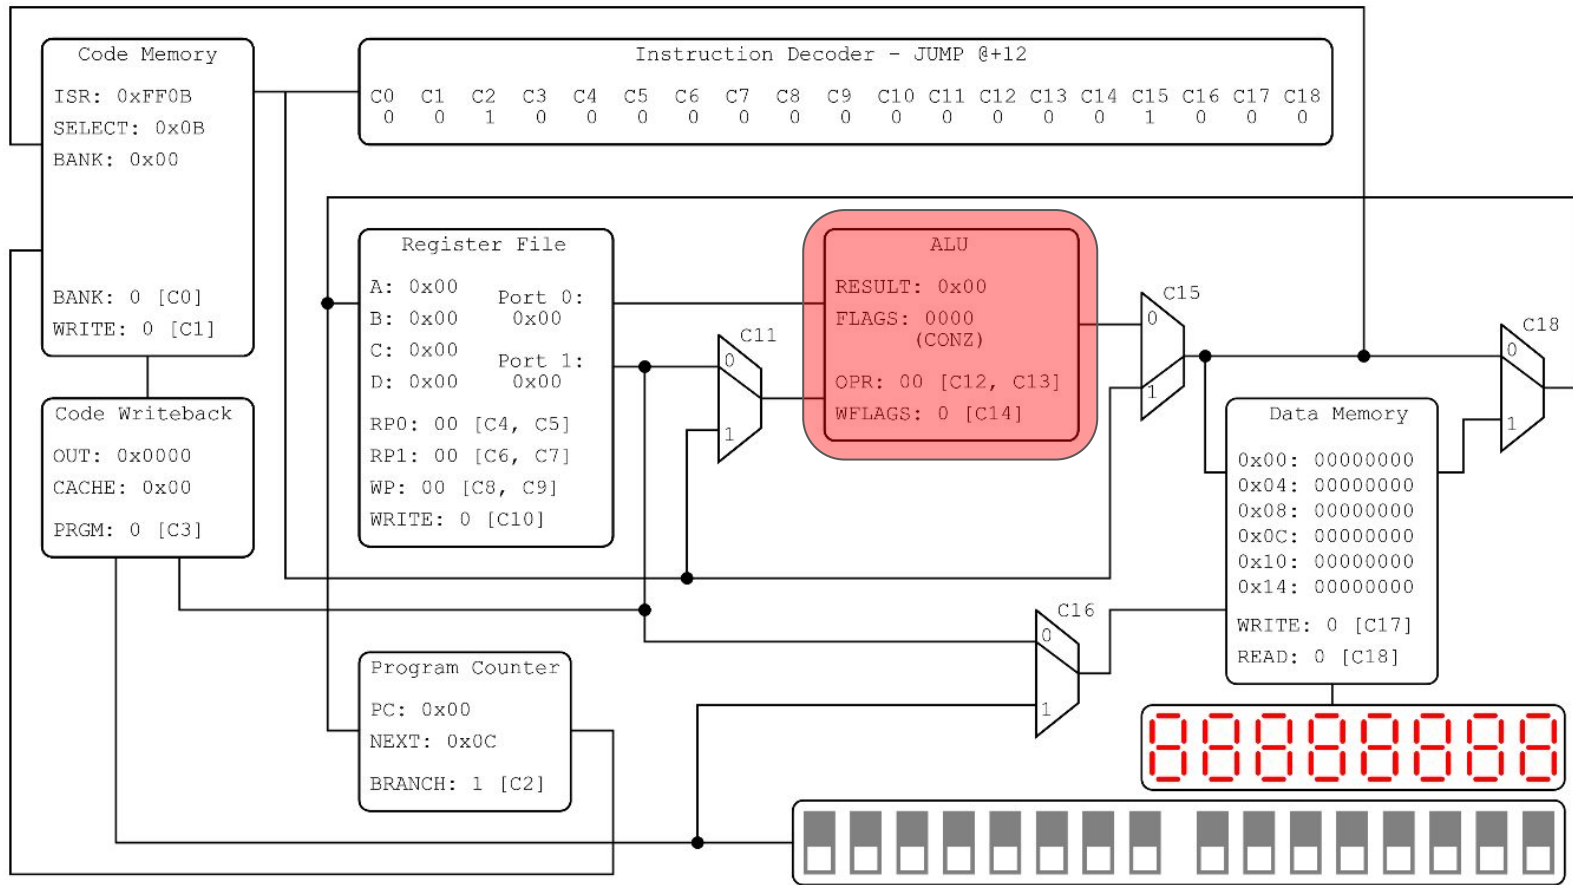 Code Memory
ISR: 0xFF0B
SELECT: 0x0B
BANK: 0x00
BANK: 0 [C0]
WRITE: 0 [C1]
Instruction Decoder - JUMP @+12
C0 C1 C2 C3 C4 C5 C6 C7 C8 C9 C10 C11 C12 C13 C14 C15 C16 C17 C18
0 0 1 0 0 0 0 0 0 0 0 0 0 0 0 1 0 0 0
Register File
A: 0x00
B: 0x00
C: 0x00
D: 0x00
Port 0:
0x00
Port 1:
0x00
RP0: 00 [C4, C5]
RP1: 00 [C6, C7]
WP: 00 [C8, C9]
WRITE: 0 [C10]
C11
0
1
ALU
RESULT: 0x00
FLAGS: 0000
(CONZ)
OPR: 00 [C12, C13]
WFLAGS: 0 [C14]
C15
0
1
C18
0
1
Code Writeback
OUT: 0x0000
CACHE: 0x00
PRGM: 0 [C3]
Data Memory
0x00: 00000000
0x04: 00000000
0x08: 00000000
0x0C: 00000000
0x10: 00000000
0x14: 00000000
WRITE: 0 [C17]
READ: 0 [C18]
C16
0
1
Program Counter
PC: 0x00
NEXT: 0x0C
BRANCH: 1 [C2]
88888888